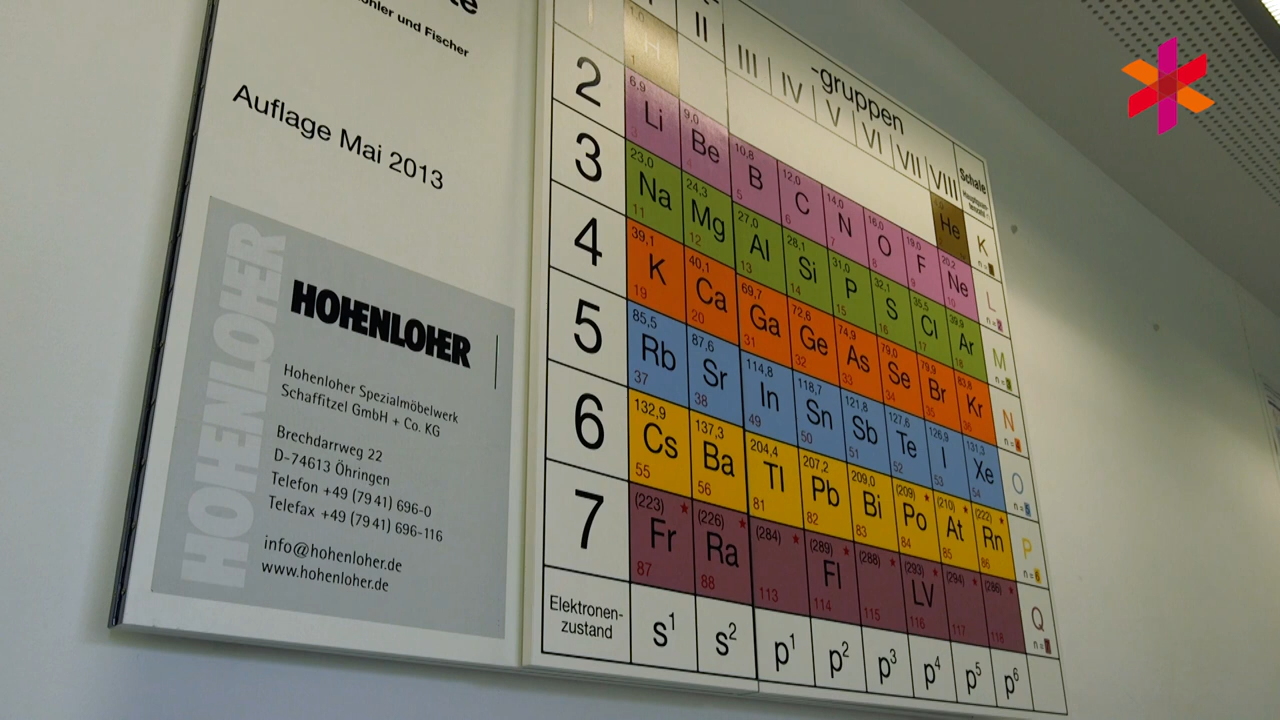 te
öhler und Fischer
Auflage Mai 2013
HOHENLOHER
HOHENLOHER
Hohenloher Spezialmöbelwerk
Schaffitzel GmbH + Co. KG
Brechdarrweg 22
D-74613 Öhringen
Telefon +49 (79 41) 696-0
Telefax +49 (79 41) 696-116
info@hohenloher.de
www.hohenloher.de
-gruppen
I II III IV V VI VII VIII Schale
1 1,0 H 1 He K
2 6,9 Li 3 9,0 Be 4 10,8 B 5 12,0 C 6 14,0 N 7 16,0 O 8 19,0 F 9 20,2 Ne 10 L
3 23,0 Na 11 24,3 Mg 12 27,0 Al 13 28,1 Si 14 31,0 P 15 32,1 S 16 35,5 Cl 17 39,9 Ar 18 M
4 39,1 K 19 40,1 Ca 20 69,7 Ga 31 72,6 Ge 32 74,9 As 33 79,0 Se 34 79,9 Br 35 83,8 Kr 36 N
5 85,5 Rb 37 87,6 Sr 38 114,8 In 49 118,7 Sn 50 121,8 Sb 51 127,6 Te 52 126,9 I 53 131,3 Xe 54 O
6 132,9 Cs 55 137,3 Ba 56 204,4 Tl 81 207,2 Pb 82 209,0 Bi 83 (209) * Po 84 (210) * At 85 (222) * Rn 86 P
7 (223) * Fr 87 (226) * Ra 88 (284) * 113 (289) * Fl 114 (288) * 115 (293) * LV 116 (294) * 117 (286) * 118 Q
Elektronen-
zustand
s¹ s² p¹ p² p³ p⁴ p⁵ p⁶